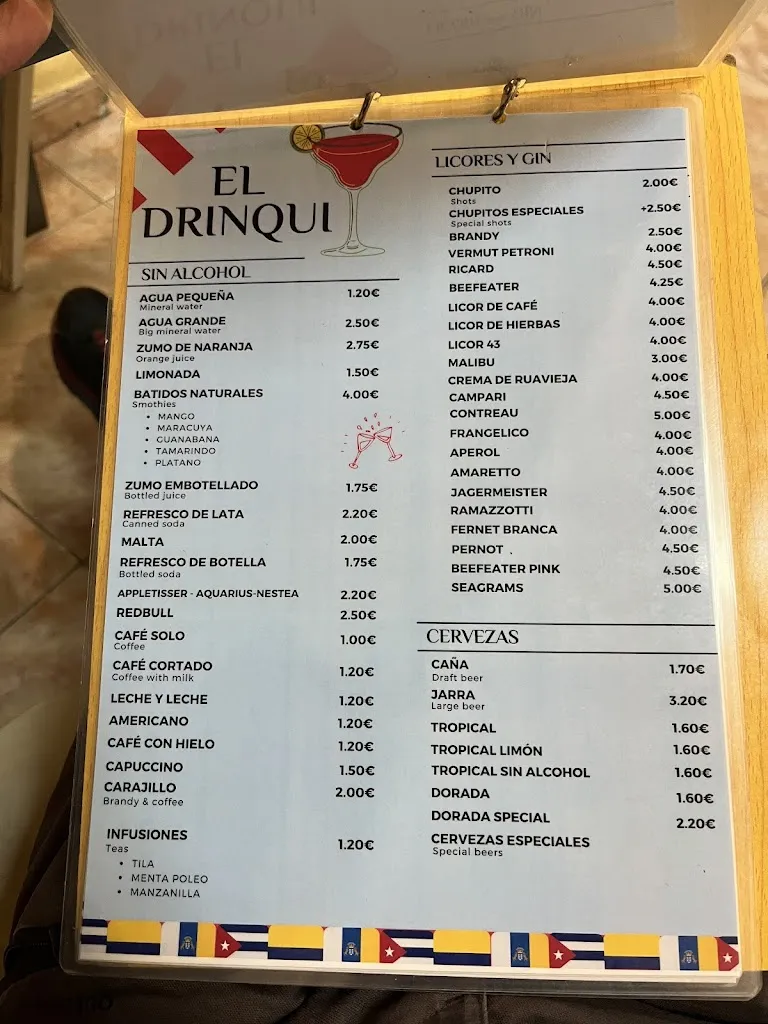 EL
DRINQUI
SIN ALCOHOL
AGUA PEQUEÑA 1.20€
Mineral water
AGUA GRANDE 2.50€
Big mineral water
ZUMO DE NARANJA 2.75€
Orange juice
LIMONADA 1.50€
BATIDOS NATURALES 4.00€
Smothies
• MANGO
• MARACUYA
• GUANABANA
• TAMARINDO
• PLATANO
ZUMO EMBOTELLADO 1.75€
Bottled juice
REFRESCO DE LATA 2.20€
Canned soda
MALTA 2.00€
REFRESCO DE BOTELLA 1.75€
Bottled soda
APPLETISSER - AQUARIUS-NESTEA 2.20€
REDBULL 2.50€
CAFÉ SOLO 1.00€
Coffee
CAFÉ CORTADO 1.20€
Coffee with milk
LECHE Y LECHE 1.20€
AMERICANO 1.20€
CAFÉ CON HIELO 1.20€
CAPUCCINO 1.50€
CARAJILLO 2.00€
Brandy & coffee
INFUSIONES 1.20€
Teas
• TILA
• MENTA POLEO
• MANZANILLA
LICORES Y GIN
CHUPITO 2.00€
Shots
CHUPITOS ESPECIALES +2.50€
Special shots
BRANDY 2.50€
VERMUT PETRONI 4.00€
RICARD 4.50€
BEEFEATER 4.25€
LICOR DE CAFÉ 4.00€
LICOR DE HIERBAS 4.00€
LICOR 43 4.00€
MALIBU 3.00€
CREMA DE RUAVIEJA 4.00€
CAMPARI 4.50€
CONTREAU 5.00€
FRANGELICO 4.00€
APEROL 4.00€
AMARETTO 4.00€
JAGERMEISTER 4.50€
RAMAZZOTTI 4.00€
FERNET BRANCA 4.00€
PERNOT . 4.50€
BEEFEATER PINK 4.50€
SEAGRAMS 5.00€
CERVEZAS
CAÑA 1.70€
Draft beer
JARRA 3.20€
Large beer
TROPICAL 1.60€
TROPICAL LIMÓN 1.60€
TROPICAL SIN ALCOHOL 1.60€
DORADA 1.60€
DORADA SPECIAL 2.20€
CERVEZAS ESPECIALES
Special beers